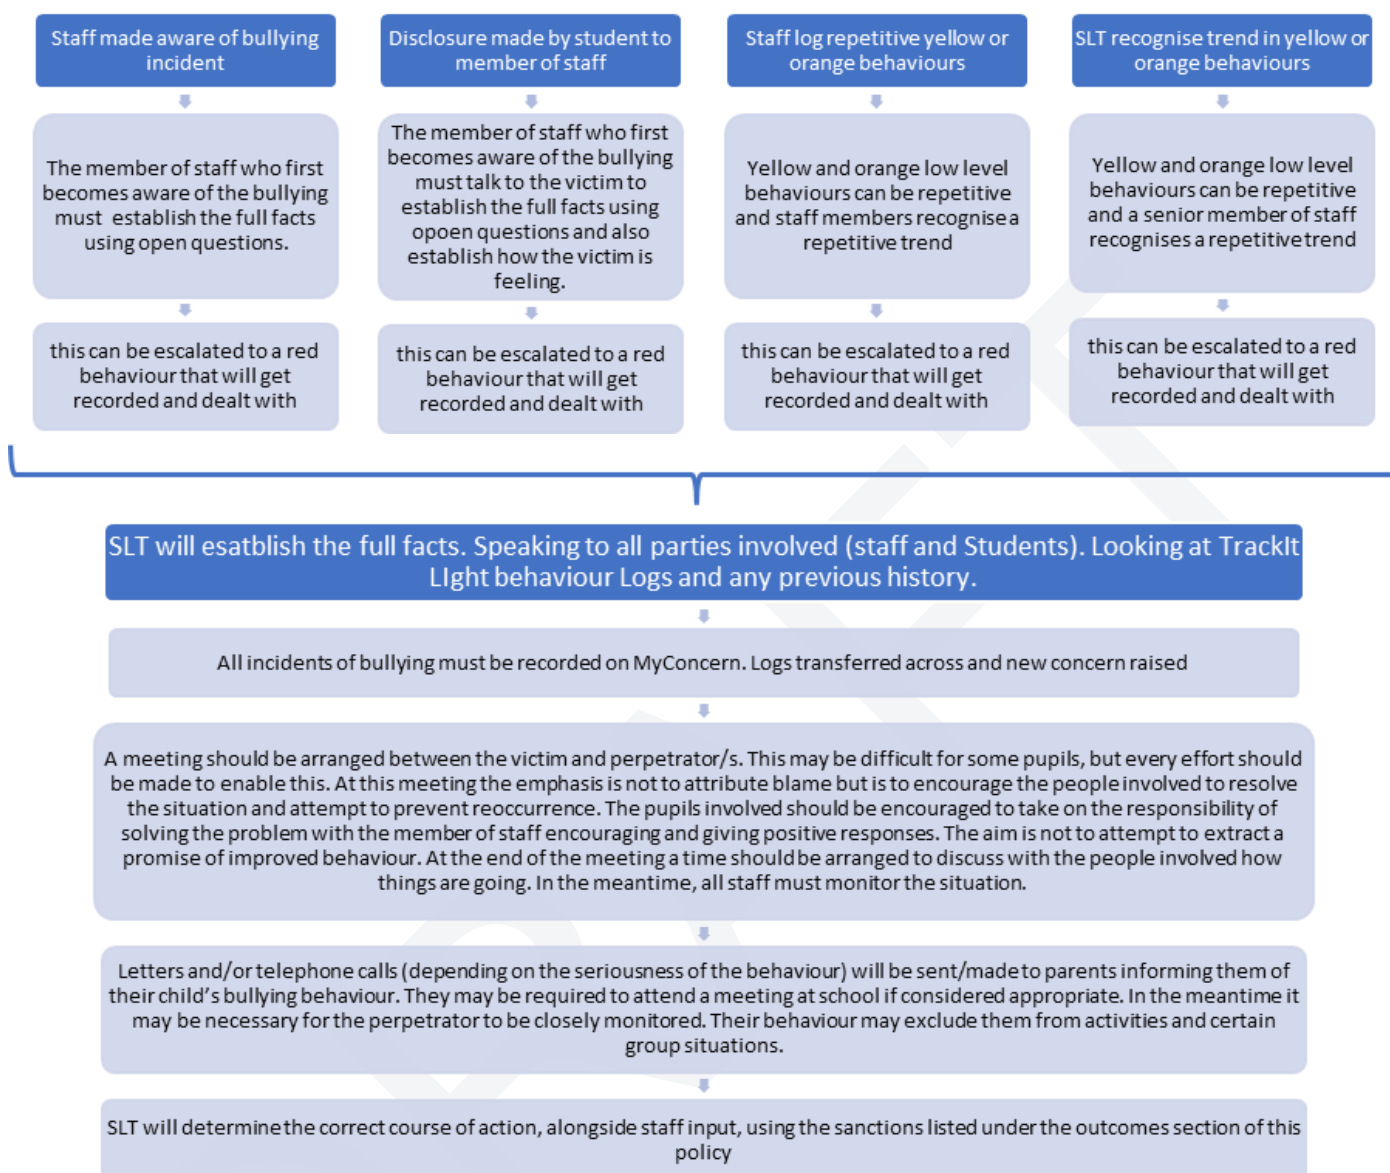 Staff made aware of bullying
incident
The member of staff who first
becomes aware of the bullying
must establish the full facts
using open questions.
this can be escalated to a red
behaviour that will get
recorded and dealt with
Disclosure made by student to
member of staff
The member of staff who first
becomes aware of the bullying
must talk to the victim to
establish the full facts using
opoen questions and also
establish how the victim is
feeling.
this can be escalated to a red
behaviour that will get
recorded and dealt with
Staff log repetitive yellow or
orange behaviours
Yellow and orange low level
behaviours can be repetitive
and staff members recognise a
repetitive trend
this can be escalated to a red
behaviour that will get
recorded and dealt with
SLT recognise trend in yellow or
orange behaviours
Yellow and orange low level
behaviours can be repetitive
and a senior member of staff
recognises a repetitive trend
this can be escalated to a red
behaviour that will get
recorded and dealt with
SLT will esatblish the full facts. Speaking to all parties involved (staff and Students). Looking at TrackIt
LIght behaviour Logs and any previous history.
All incidents of bullying must be recorded on MyConcern. Logs transferred across and new concern raised
A meeting should be arranged between the victim and perpetrator/s. This may be difficult for some pupils, but every effort should
be made to enable this. At this meeting the emphasis is not to attribute blame but is to encourage the people involved to resolve
the situation and attempt to prevent reoccurrence. The pupils involved should be encouraged to take on the responsibility of
solving the problem with the member of staff encouraging and giving positive responses. The aim is not to attempt to extract a
promise of improved behaviour. At the end of the meeting a time should be arranged to discuss with the people involved how
things are going. In the meantime, all staff must monitor the situation.
Letters and/or telephone calls (depending on the seriousness of the behaviour) will be sent/made to parents informing them of
their child's bullying behaviour. They may be required to attend a meeting at school if considered appropriate. In the meantime it
may be necessary for the perpetrator to be closely monitored. Their behaviour may exclude them from activities and certain
group situations.
SLT will determine the correct course of action, alongside staff input, using the sanctions listed under the outcomes section of this
policy